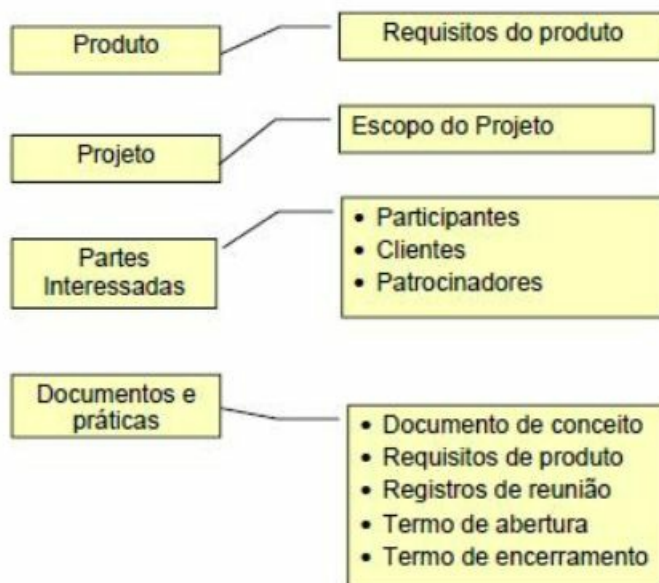 Produto
Requisitos do produto
Projeto
Escopo do Projeto
Partes
Interessadas
• Participantes
• Clientes
• Patrocinadores
Documentos e
práticas
• Documento de conceito
• Requisitos de produto
• Registros de reunião
• Termo de abertura
• Termo de encerramento